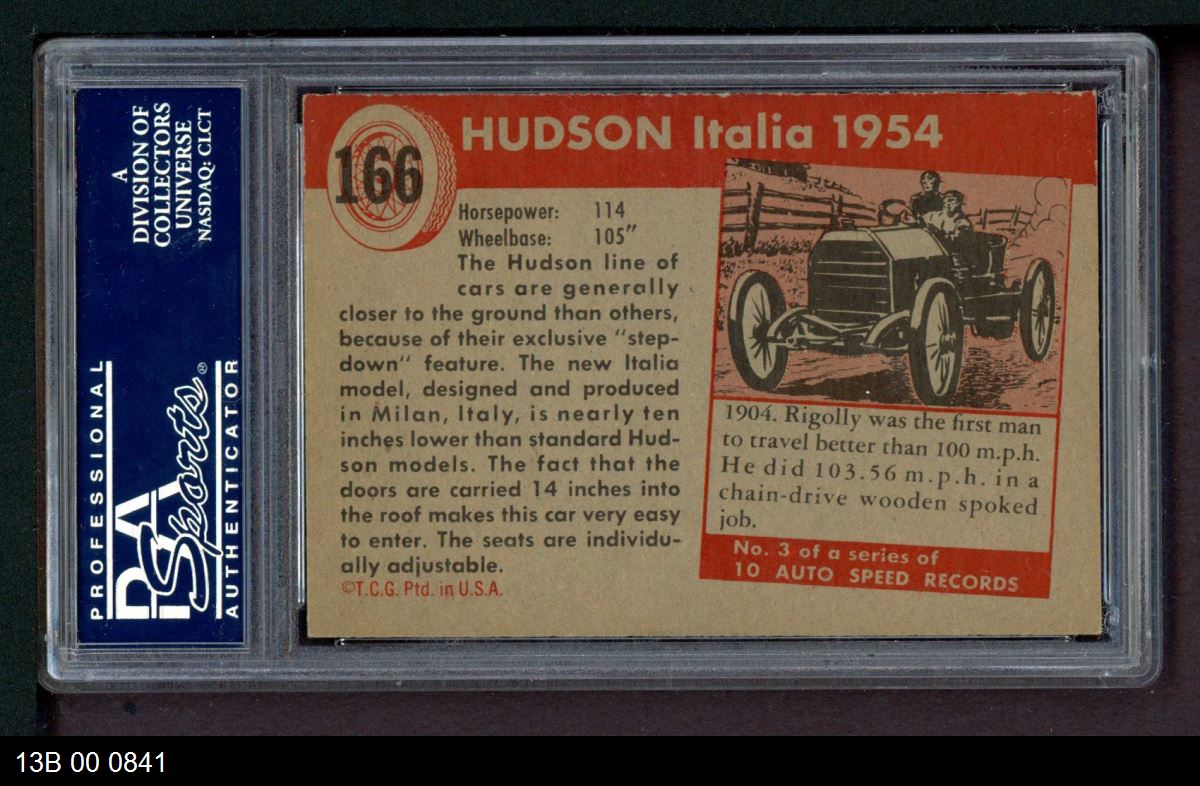 A
DIVISION OF
COLLECTORS
UNIVERSE
NASDAQ: CLCT
PROFESSIONAL
PSA
Sports®
AUTHENTICATOR
166
HUDSON Italia 1954
Horsepower: 114
Wheelbase: 105"
The Hudson line of
cars are generally
closer to the ground than others,
because of their exclusive "step-
down" feature. The new Italia
model, designed and produced
in Milan, Italy, is nearly ten
inches lower than standard Hud-
son models. The fact that the
doors are carried 14 inches into
the roof makes this car very easy
to enter. The seats are individu-
ally adjustable.
©T.C.G. Ptd. in U.S.A.
1904. Rigolly was the first man
to travel better than 100 m.p.h.
He did 103.56 m.p.h. in a
chain-drive wooden spoked
job.
No. 3 of a series of
10 AUTO SPEED RECORDS
13B 00 0841